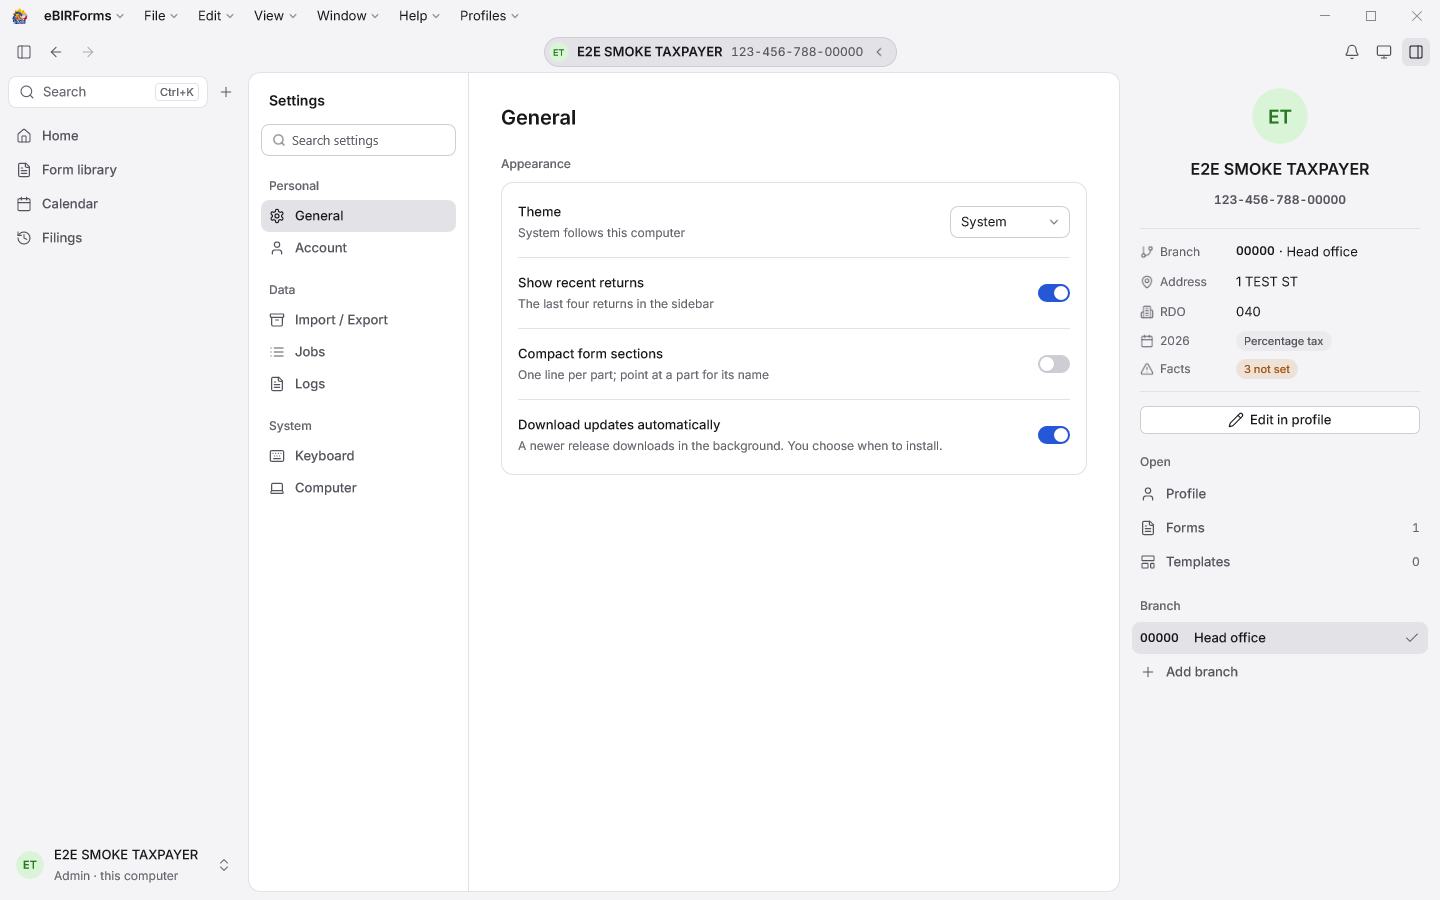 eBIRForms
File
Edit
View
Window
Help
Profiles
ET
E2E SMOKE TAXPAYER 123-456-788-00000
Search
Ctrl+K
Home
Form library
Calendar
Filings
ET
E2E SMOKE TAXPAYER
Admin · this computer
Settings
Search settings
Personal
General
Account
Data
Import / Export
Jobs
Logs
System
Keyboard
Computer
General
Appearance
Theme
System follows this computer
System
Show recent returns
The last four returns in the sidebar
Compact form sections
One line per part; point at a part for its name
Download updates automatically
A newer release downloads in the background. You choose when to install.
ET
E2E SMOKE TAXPAYER
123-456-788-00000
Branch 00000 · Head office
Address 1 TEST ST
RDO 040
2026 Percentage tax
Facts 3 not set
Edit in profile
Open
Profile
Forms 1
Templates 0
Branch
00000 Head office
Add branch